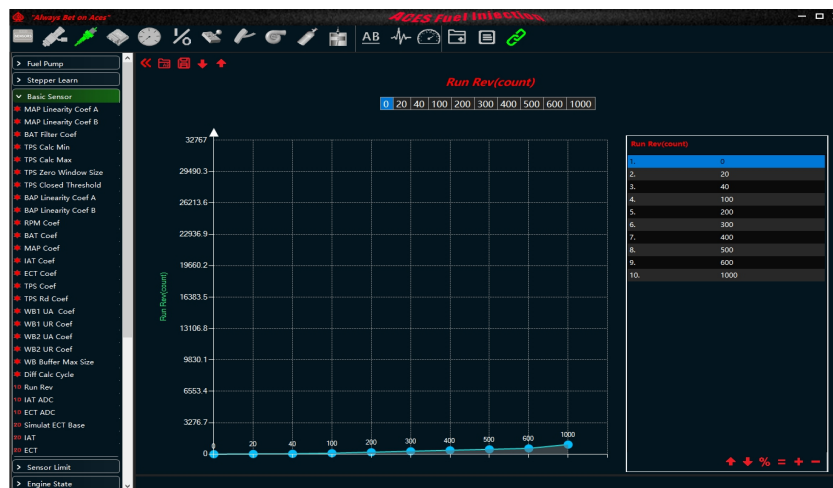 "Always Bet on Aces"
ACES Fuel Injection
AB
Fuel Pump
Stepper Learn
Basic Sensor
MAP Linearity Coef A
MAP Linearity Coef B
BAT Filter Coef
TPS Calc Min
TPS Calc Max
TPS Zero Window Size
TPS Closed Threshold
BAP Linearity Coef A
BAP Linearity Coef B
RPM Coef
BAT Coef
MAP Coef
IAT Coef
ECT Coef
TPS Coef
TPS Rd Coef
WB1 UA Coef
WB1 UR Coef
WB2 UA Coef
WB2 UR Coef
WB Buffer Max Size
Diff Calc Cycle
10 Run Rev
10 IAT ADC
10 ECT ADC
20 Simulat ECT Base
20 IAT
20 ECT
Sensor Limit
Engine State
Run Rev(count)
0 20 40 100 200 300 400 500 600 1000
32767
29490.3
26213.6
22936.9
19660.2
16383.5
13106.8
9830.1
6553.4
3276.7
0
Run Rev(count)
0 20 40 100 200 300 400 500 600 1000
Run Rev(count)
1. 0
2. 20
3. 40
4. 100
5. 200
6. 300
7. 400
8. 500
9. 600
10. 1000
% = + −